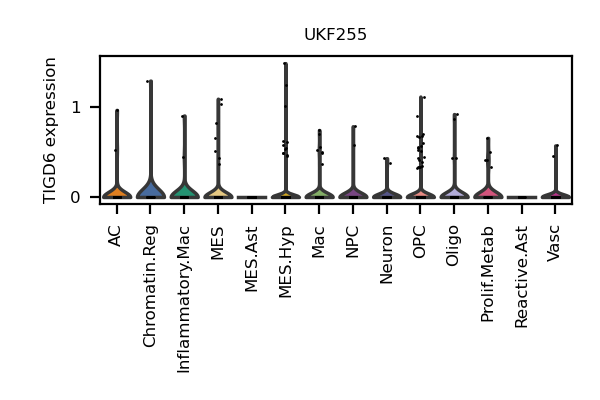 UKF255
TIGD6 expression
1
0
AC
Chromatin.Reg
Inflammatory.Mac
MES
MES.Ast
MES.Hyp
Mac
NPC
Neuron
OPC
Oligo
Prolif.Metab
Reactive.Ast
Vasc